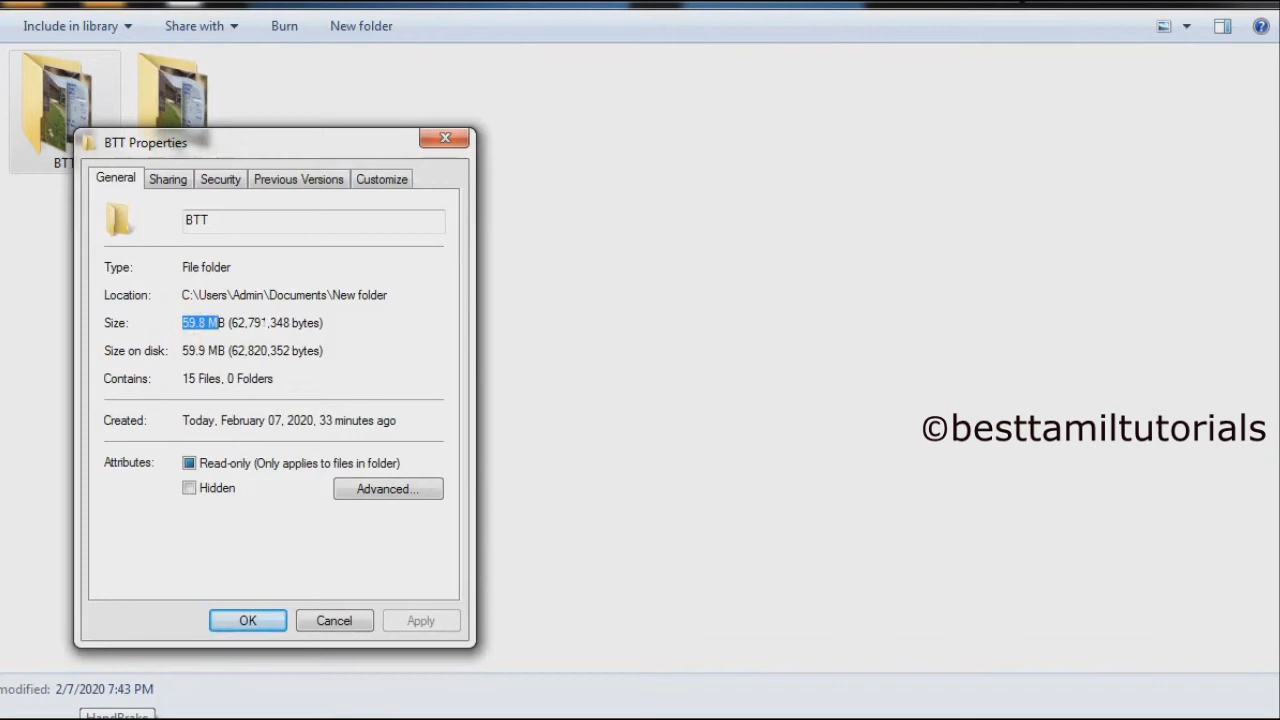 Include in library Share with Burn New folder
BTT
BTT Properties
General Sharing Security Previous Versions Customize
BTT
Type: File folder
Location: C:\Users\Admin\Documents\New folder
Size: 59.8 MB (62,791,348 bytes)
Size on disk: 59.9 MB (62,820,352 bytes)
Contains: 15 Files, 0 Folders
Created: Today, February 07, 2020, 33 minutes ago
©besttamiltutorials
Attributes: Read-only (Only applies to files in folder)
Hidden Advanced...
OK Cancel Apply
modified: 2/7/2020 7:43 PM
HandBrake